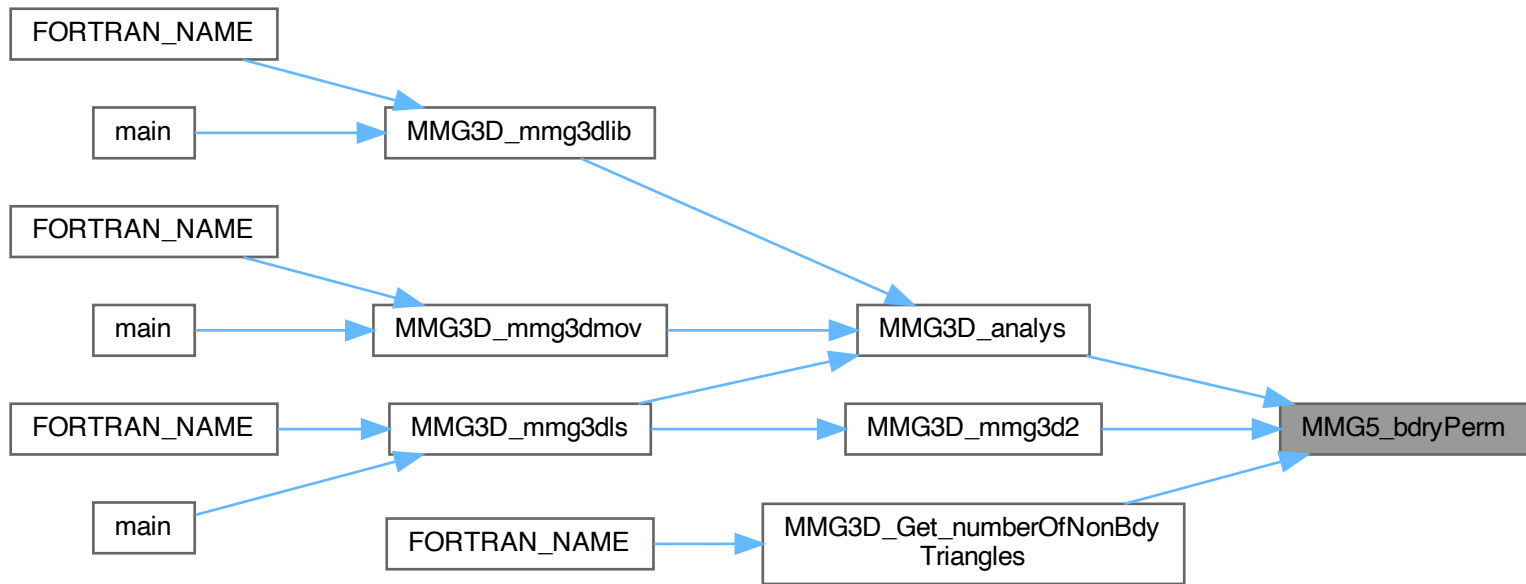 FORTRAN_NAME
main
MMG3D_mmg3dlib
FORTRAN_NAME
main
MMG3D_mmg3dmov
MMG3D_analys
FORTRAN_NAME
MMG3D_mmg3dls
MMG3D_mmg3d2
MMG5_bdryPerm
main
FORTRAN_NAME
MMG3D_Get_numberOfNonBdy
Triangles